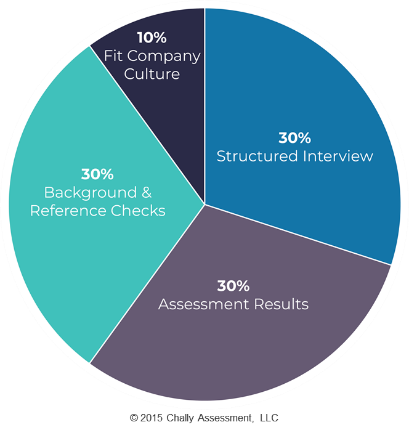 10%
Fit Company
Culture
30%
Structured Interview
30%
Background &
Reference Checks
30%
Assessment Results
© 2015 Chally Assessment, LLC